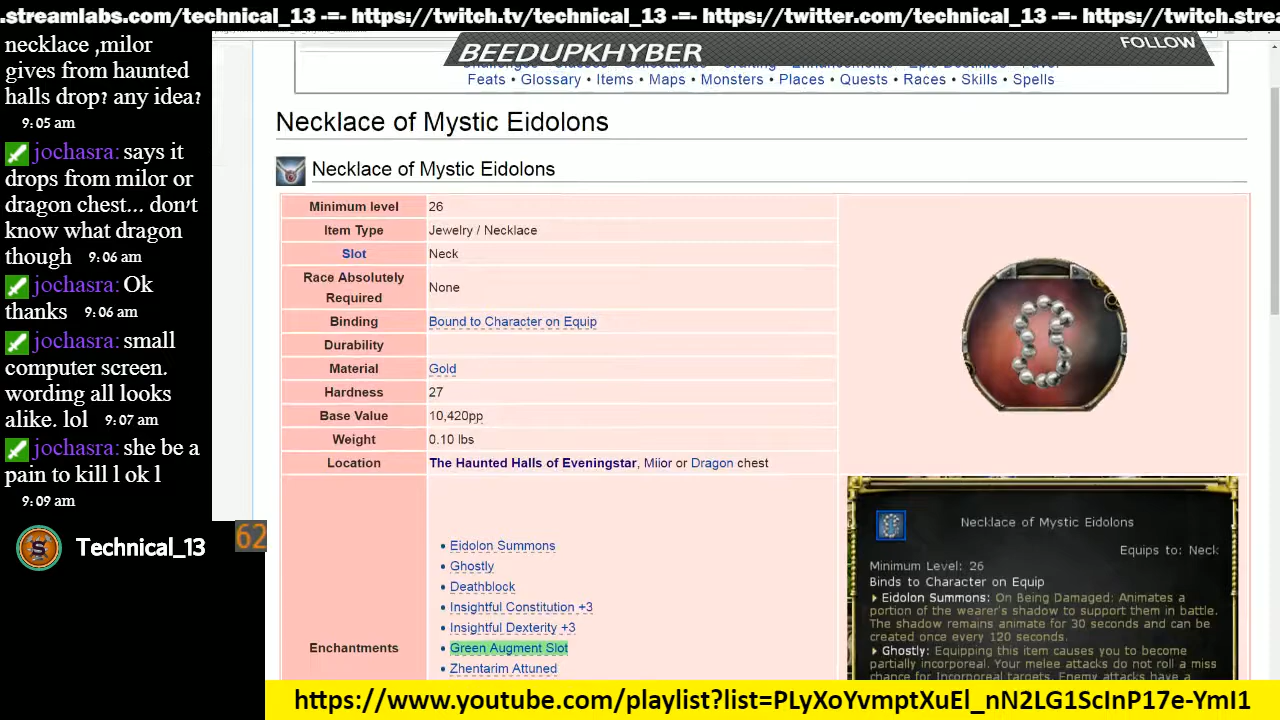 .streamlabs.com/technical_13 -=- https://twitch.tv/technical_13 -=- https://twitter.com/technical_13 -=- https://twitch.stre
necklace ,milor
gives from haunted
halls drop? any idea?
9:05 am
jochasra: says it
drops from milor or
dragon chest... don't
know what dragon
though 9:06 am
jochasra: Ok
thanks 9:06 am
jochasra: small
computer screen.
wording all looks
alike. lol 9:07 am
jochasra: she be a
pain to kill l ok l
9:09 am
Technical_13 62
BEEDUPKHYBER
FOLLOW
Feats • Glossary • Items • Maps • Monsters • Places • Quests • Races • Skills • Spells
Necklace of Mystic Eidolons
Necklace of Mystic Eidolons
Minimum level 26
Item Type Jewelry / Necklace
Slot Neck
Race Absolutely Required None
Binding Bound to Character on Equip
Durability
Material Gold
Hardness 27
Base Value 10,420pp
Weight 0.10 lbs
Location The Haunted Halls of Eveningstar, Miior or Dragon chest
Enchantments
• Eidolon Summons
• Ghostly
• Deathblock
• Insightful Constitution +3
• Insightful Dexterity +3
• Green Augment Slot
• Zhentarim Attuned
Necklace of Mystic Eidolons
Equips to: Neck
Minimum Level: 26
Binds to Character on Equip
Eidolon Summons: On Being Damaged: Animates a
portion of the wearer's shadow to support them in battle.
The shadow remains animate for 30 seconds and can be
created once every 120 seconds.
Ghostly: Equipping this item causes you to become
partially incorporeal. Your melee attacks do not roll a miss
chance for Incorporeal targets. Enemy attacks have a
https://www.youtube.com/playlist?list=PLyXoYvmptXuEl_nN2LG1ScInP17e-YmI1